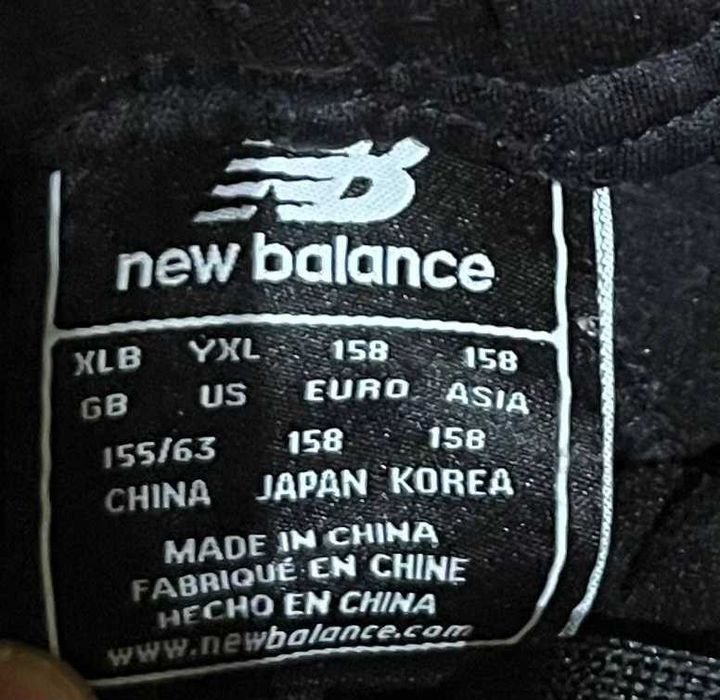 new balance
XLB YXL 158 158
GB US EURO ASIA
155/63 158 158
CHINA JAPAN KOREA
MADE IN CHINA
FABRIQUÉ EN CHINE
HECHO EN CHINA
www.newbalance.com